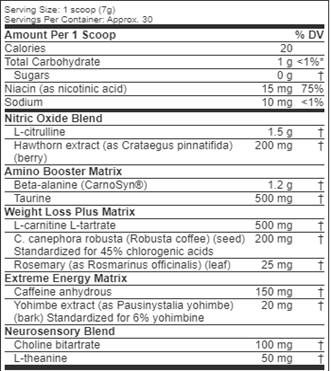 Serving Size: 1 scoop (7g)
Servings Per Container: Approx. 30
Amount Per 1 Scoop % DV
Calories 20
Total Carbohydrate 1 g <1%*
Sugars 0 g †
Niacin (as nicotinic acid) 15 mg 75%
Sodium 10 mg <1%
Nitric Oxide Blend
L-citrulline 1.5 g †
Hawthorn extract (as Crataegus pinnatifida) 200 mg †
(berry)
Amino Booster Matrix
Beta-alanine (CarnoSyn®) 1.2 g †
Taurine 500 mg †
Weight Loss Plus Matrix
L-carnitine L-tartrate 500 mg †
C. canephora robusta (Robusta coffee) (seed) 200 mg †
Standardized for 45% chlorogenic acids
Rosemary (as Rosmarinus officinalis) (leaf) 25 mg †
Extreme Energy Matrix
Caffeine anhydrous 150 mg †
Yohimbe extract (as Pausinystalia yohimbe) 20 mg †
(bark) Standardized for 6% yohimbine
Neurosensory Blend
Choline bitartrate 100 mg †
L-theanine 50 mg †